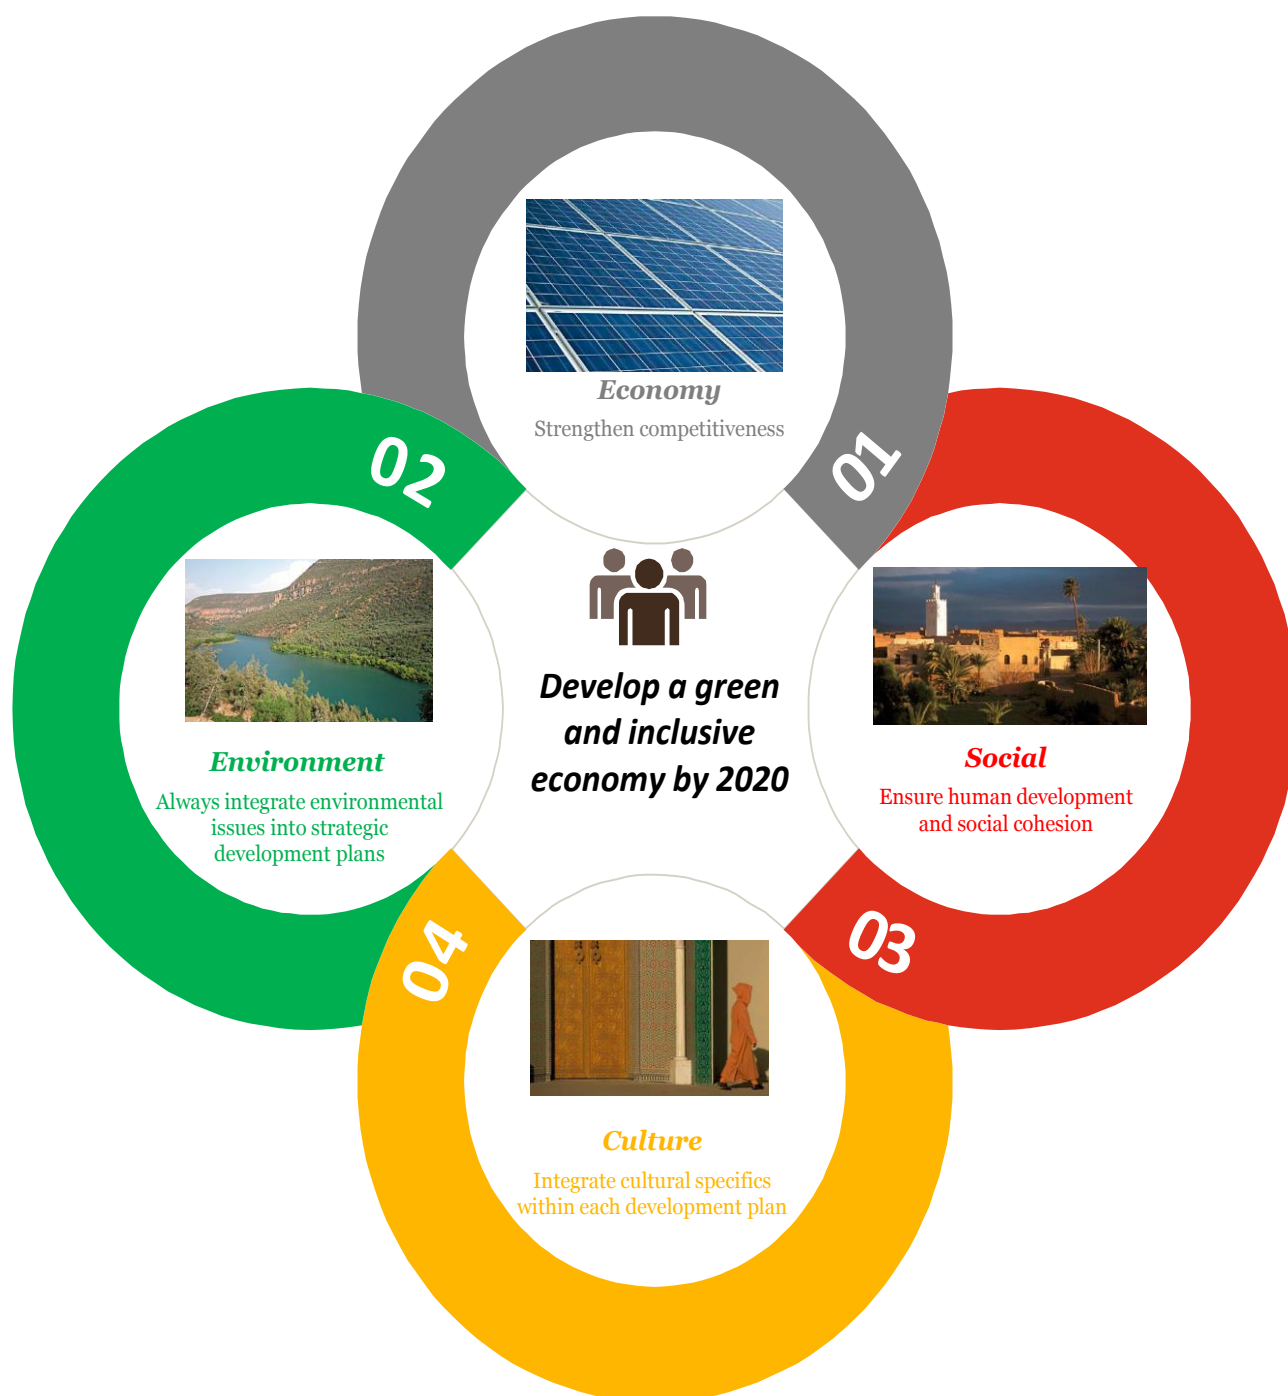 Economy
Strengthen competitiveness
01
02
Environment
Always integrate environmental
issues into strategic
development plans
Develop a green
and inclusive
economy by 2020
Social
Ensure human development
and social cohesion
03
04
Culture
Integrate cultural specifics
within each development plan